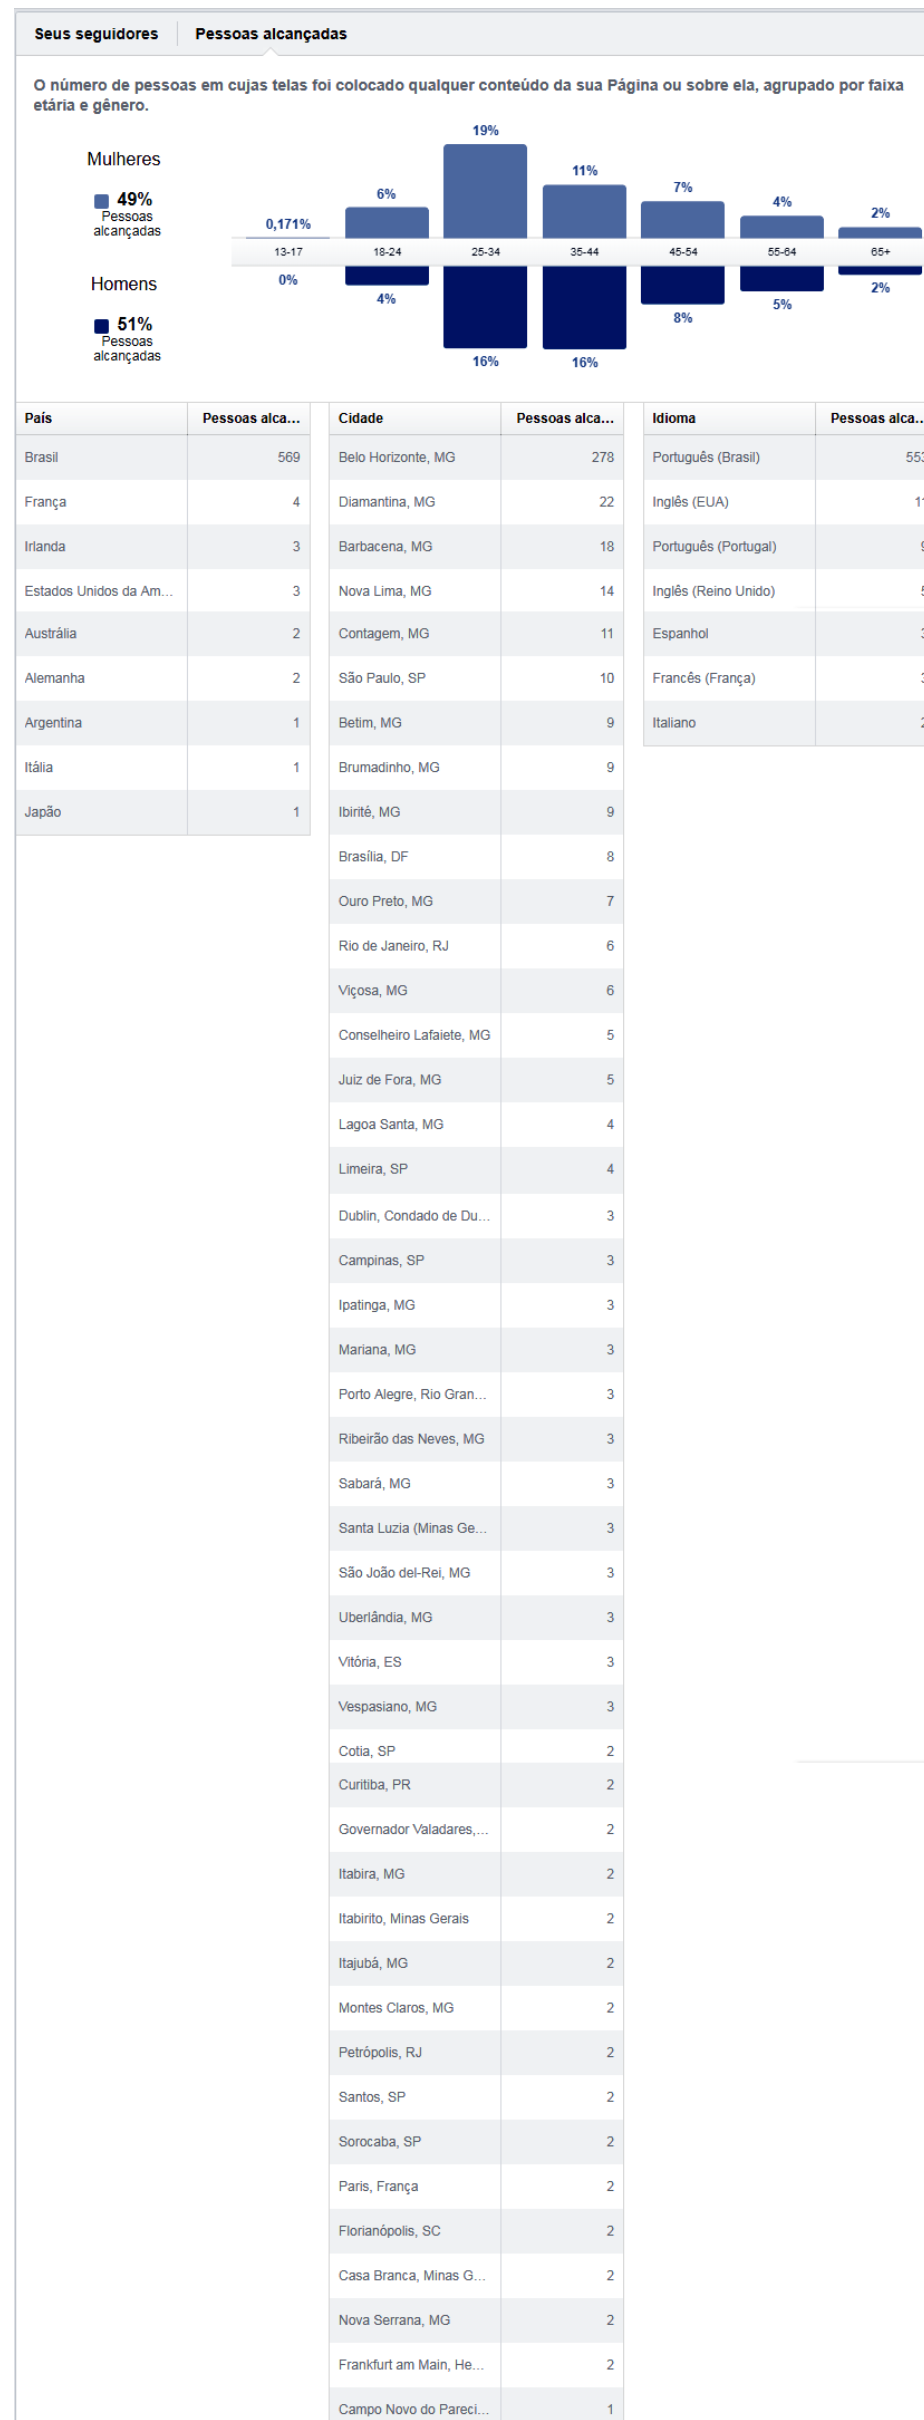 Seus seguidores Pessoas alcançadas
O número de pessoas em cujas telas foi colocado qualquer conteúdo da sua Página ou sobre ela, agrupado por faixa
etária e gênero.
Mulheres
49%
Pessoas
alcançadas
0,171% 6% 19% 11% 7% 4% 2%
13-17 18-24 25-34 35-44 45-54 55-64 65+
0% 4% 16% 16% 8% 5% 2%
Homens
51%
Pessoas
alcançadas
País Pessoas alca...
Brasil 569
França 4
Irlanda 3
Estados Unidos da Am... 3
Austrália 2
Alemanha 2
Argentina 1
Itália 1
Japão 1
Cidade Pessoas alca...
Belo Horizonte, MG 278
Diamantina, MG 22
Barbacena, MG 18
Nova Lima, MG 14
Contagem, MG 11
São Paulo, SP 10
Betim, MG 9
Brumadinho, MG 9
Ibirité, MG 9
Brasília, DF 8
Ouro Preto, MG 7
Rio de Janeiro, RJ 6
Viçosa, MG 6
Conselheiro Lafaiete, MG 5
Juiz de Fora, MG 5
Lagoa Santa, MG 4
Limeira, SP 4
Dublin, Condado de Du... 3
Campinas, SP 3
Ipatinga, MG 3
Mariana, MG 3
Porto Alegre, Rio Gran... 3
Ribeirão das Neves, MG 3
Sabará, MG 3
Santa Luzia (Minas Ge... 3
São João del-Rei, MG 3
Uberlândia, MG 3
Vitória, ES 3
Vespasiano, MG 3
Cotia, SP 2
Curitiba, PR 2
Governador Valadares,... 2
Itabira, MG 2
Itabirito, Minas Gerais 2
Itajubá, MG 2
Montes Claros, MG 2
Petrópolis, RJ 2
Santos, SP 2
Sorocaba, SP 2
Paris, França 2
Florianópolis, SC 2
Casa Branca, Minas G... 2
Nova Serrana, MG 2
Frankfurt am Main, He... 2
Campo Novo do Pareci... 1
Idioma Pessoas alca...
Português (Brasil) 553
Inglês (EUA) 11
Português (Portugal) 9
Inglês (Reino Unido) 5
Espanhol 3
Francês (França) 3
Italiano 2